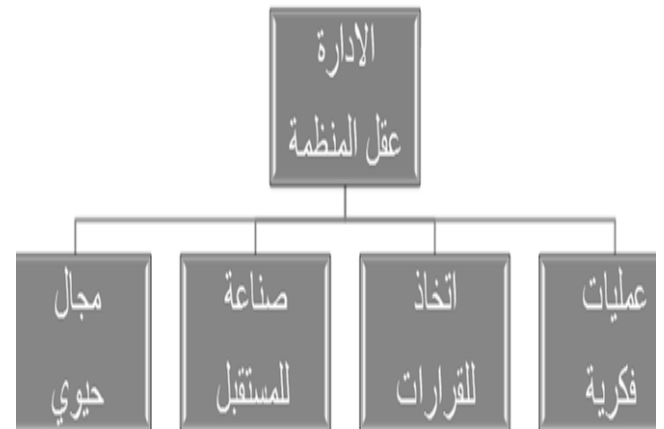 الادارة
عقل المنظمة
عمليات
فكرية
اتخاذ
للقرارات
صناعة
للمستقبل
مجال
حيوي